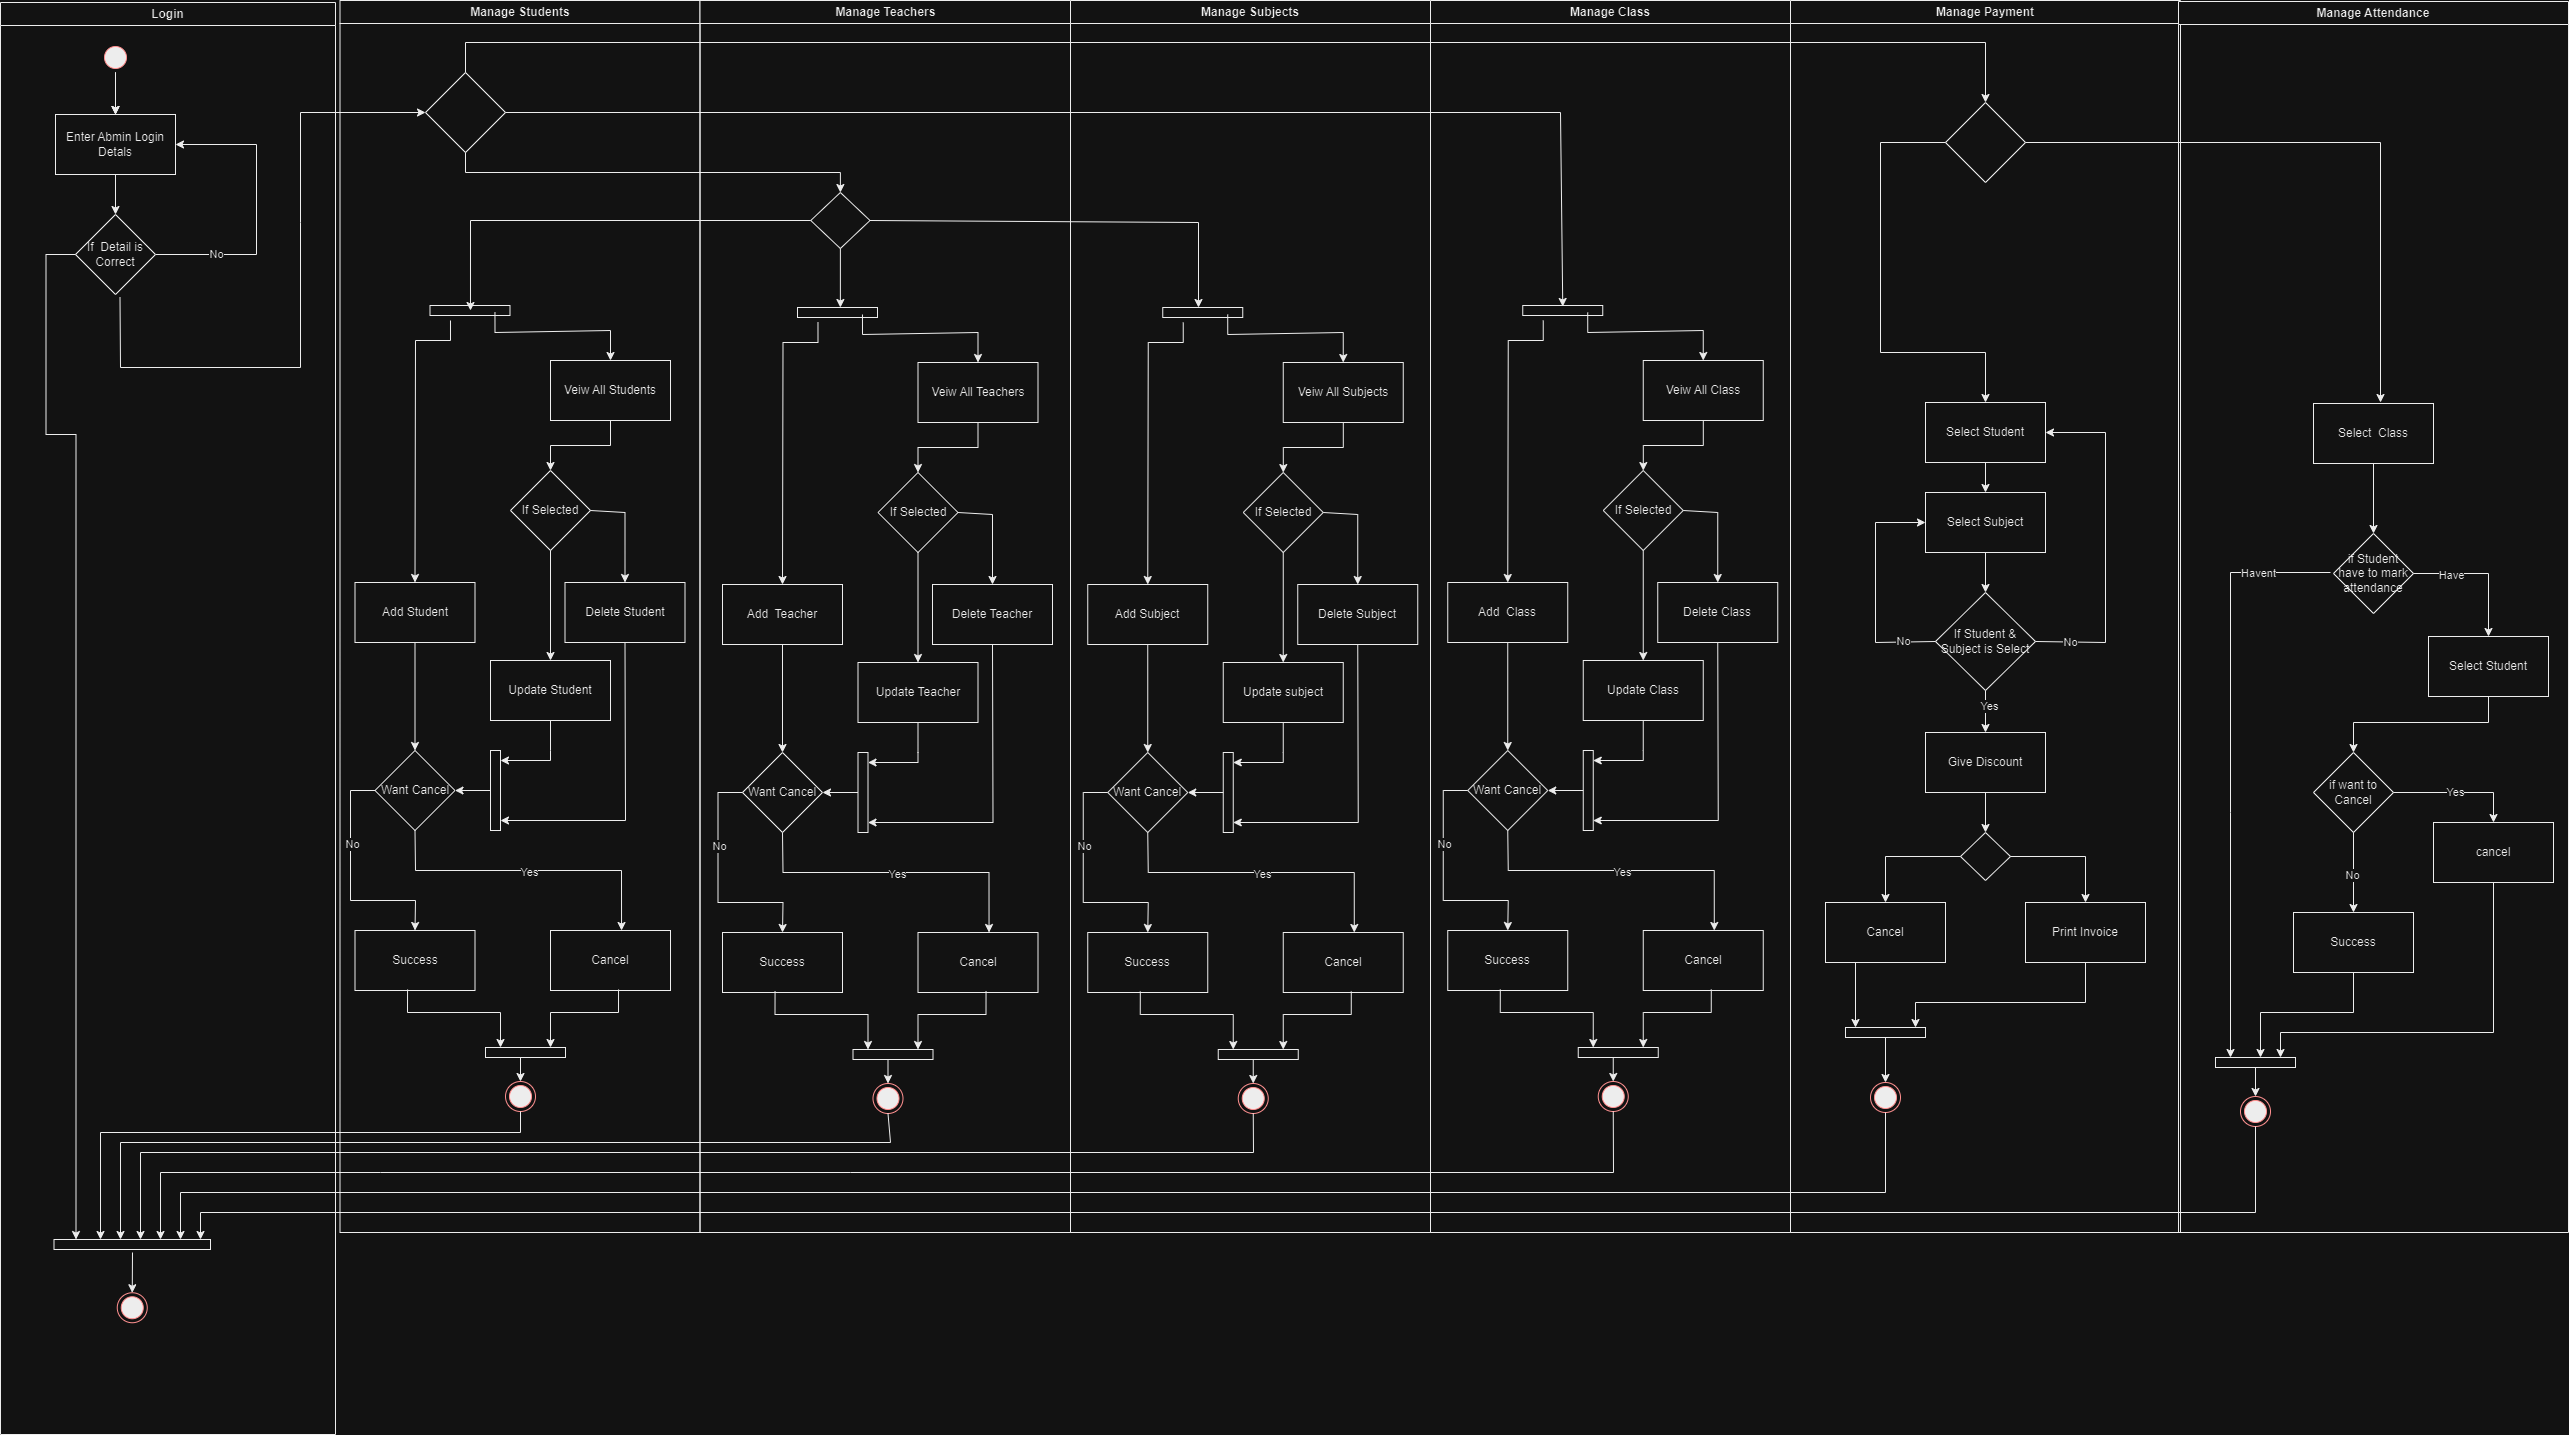 Login
Manage Students
Manage Teachers
Manage Subjects
Manage Class
Manage Payment
Manage Attendance
Enter Abmin Login
Detals
If  Detail is
Correct
No
Veiw All Students
If Selected
Add Student
Delete Student
Update Student
Want Cancel
No
Yes
Success
Cancel
Veiw All Teachers
If Selected
Add  Teacher
Delete Teacher
Update Teacher
Want Cancel
No
Yes
Success
Cancel
Veiw All Subjects
If Selected
Add Subject
Delete Subject
Update subject
Want Cancel
No
Yes
Success
Cancel
Veiw All Class
If Selected
Add  Class
Delete Class
Update Class
Want Cancel
No
Yes
Success
Cancel
Select Student
Select Subject
If Student &
Subject is Select
No
No
Yes
Give Discount
Cancel
Print Invoice
Select  Class
if Student
have to mark
attendance
Havent
Have
Select Student
if want to
Cancel
Yes
No
cancel
Success